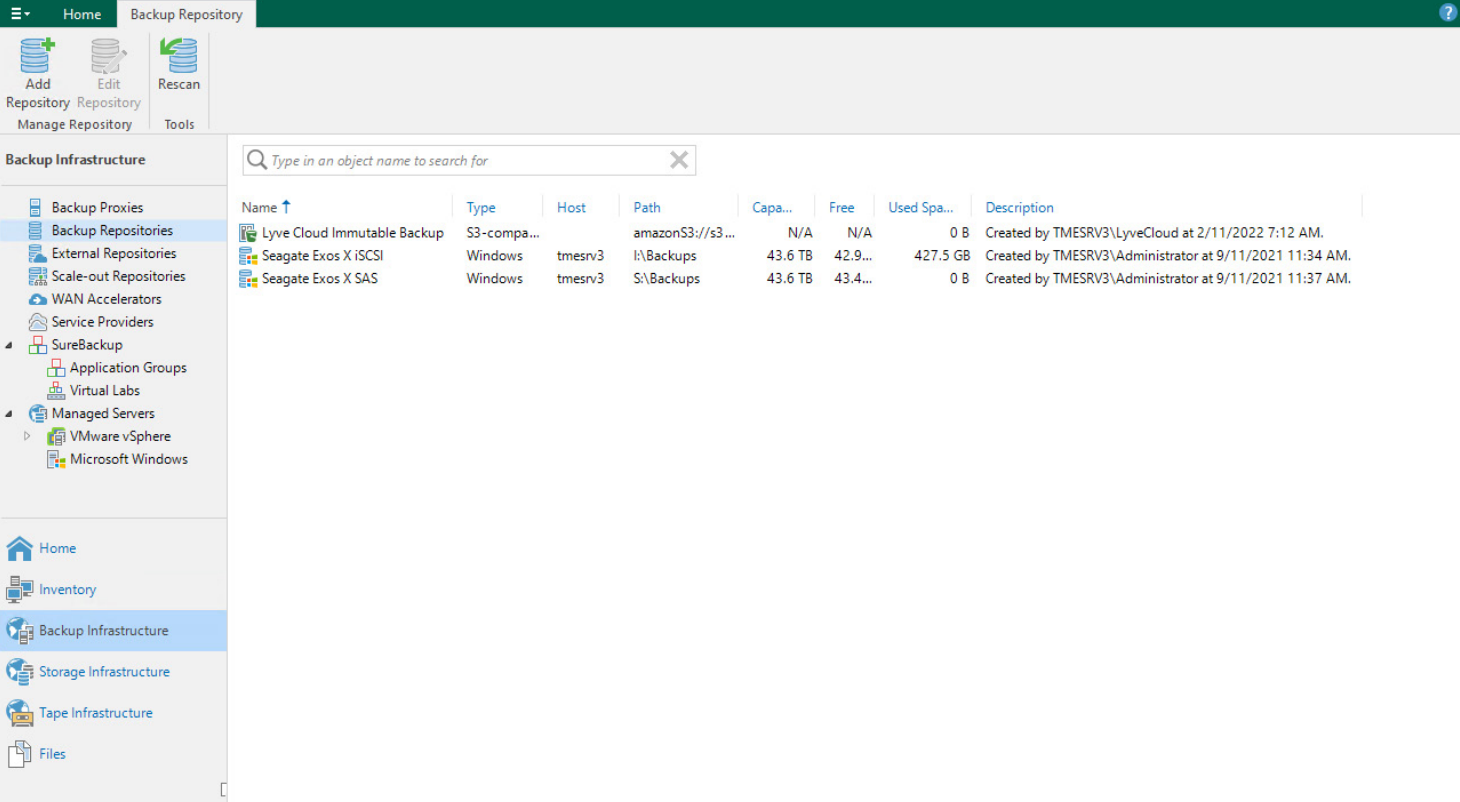 Home Backup Repository
?
Add Repository
Edit Repository
Rescan
Manage Repository
Tools
Backup Infrastructure
Backup Proxies
Backup Repositories
External Repositories
Scale-out Repositories
WAN Accelerators
Service Providers
SureBackup
Application Groups
Virtual Labs
Managed Servers
VMware vSphere
Microsoft Windows
Home
Inventory
Backup Infrastructure
Storage Infrastructure
Tape Infrastructure
Files
Type in an object name to search for
Name Type Host Path Capa... Free Used Spa... Description
Lyve Cloud Immutable Backup S3-compa... amazonS3://s3... N/A N/A 0 B Created by TMESRV3\LyveCloud at 2/11/2022 7:12 AM.
Seagate Exos X iSCSI Windows tmesrv3 I:\Backups 43.6 TB 42.9... 427.5 GB Created by TMESRV3\Administrator at 9/11/2021 11:34 AM.
Seagate Exos X SAS Windows tmesrv3 S:\Backups 43.6 TB 43.4... 0 B Created by TMESRV3\Administrator at 9/11/2021 11:37 AM.